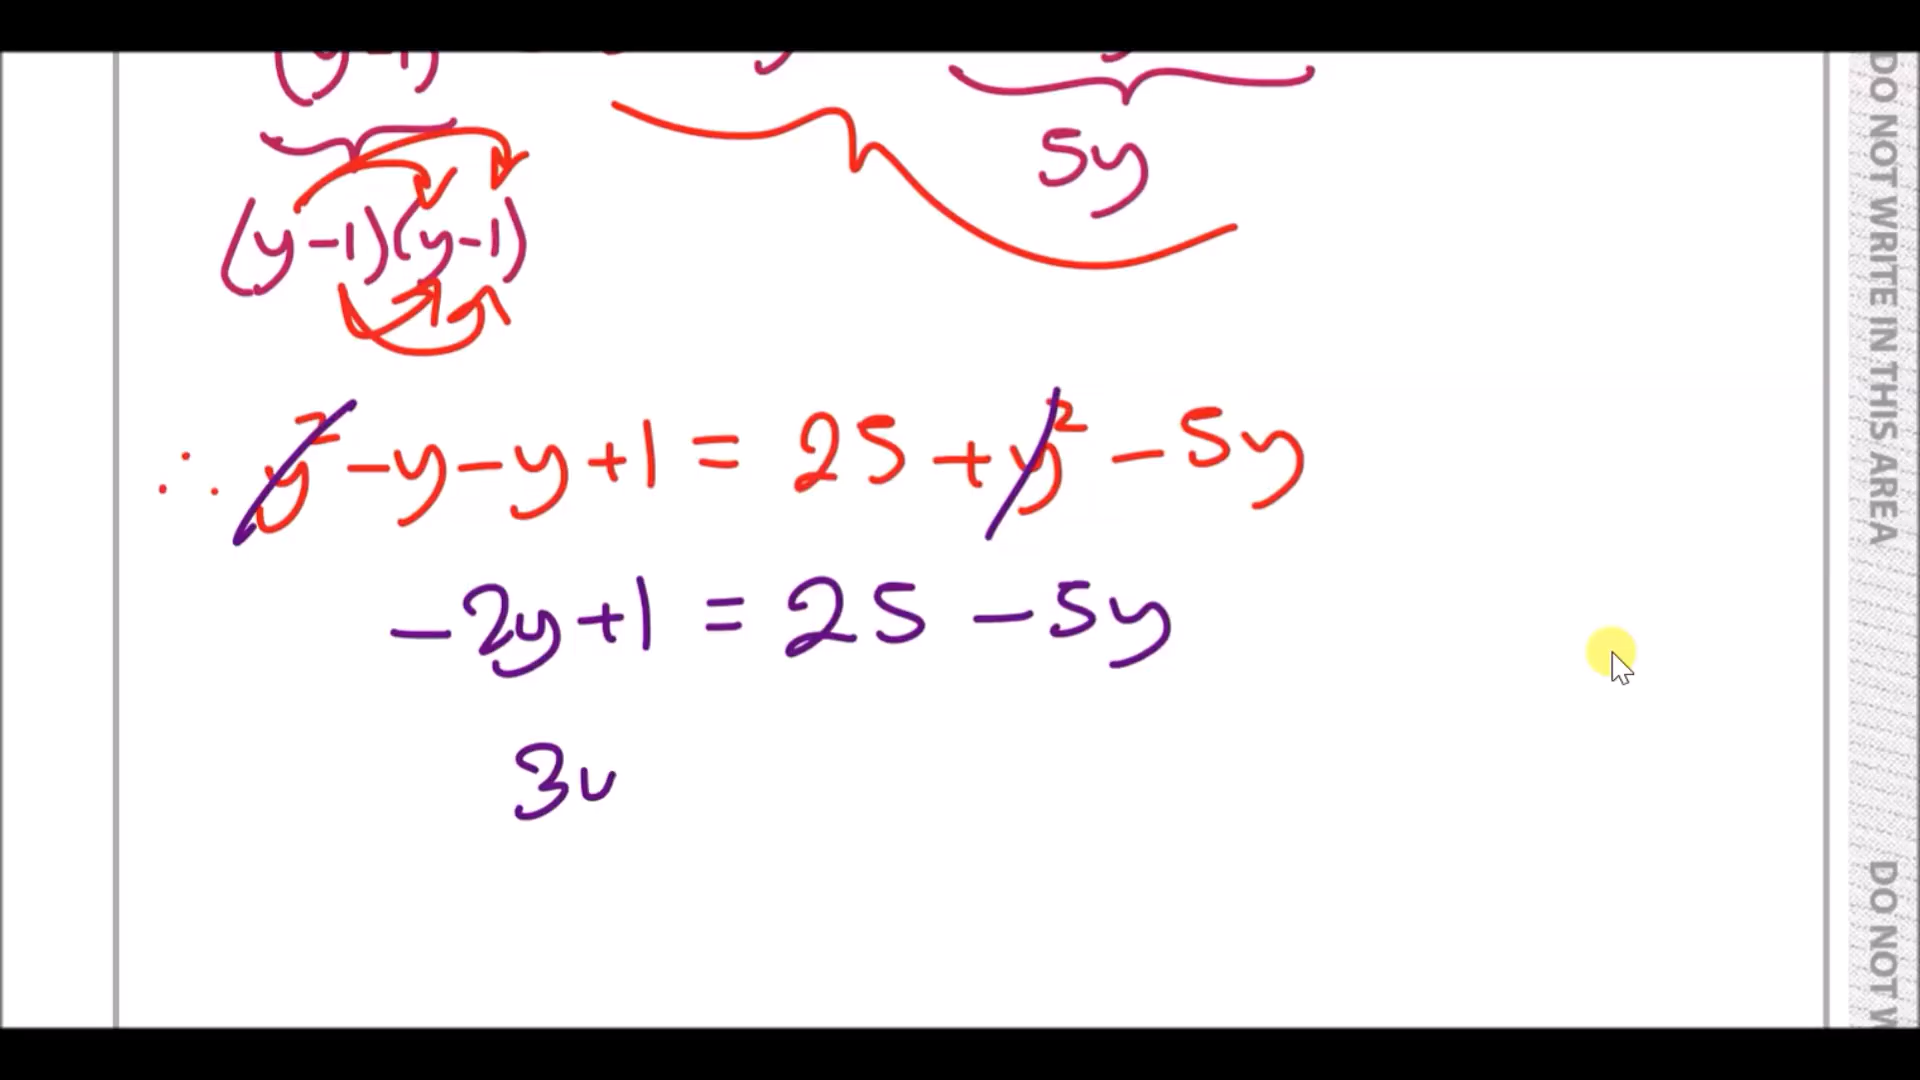 5y
(y-1)(y-1)
∴ y² - y - y + 1 = 25 + y² - 5y
-2y + 1 = 25 - 5y
3
DO NOT WRITE IN THIS AREA
DO NOT W